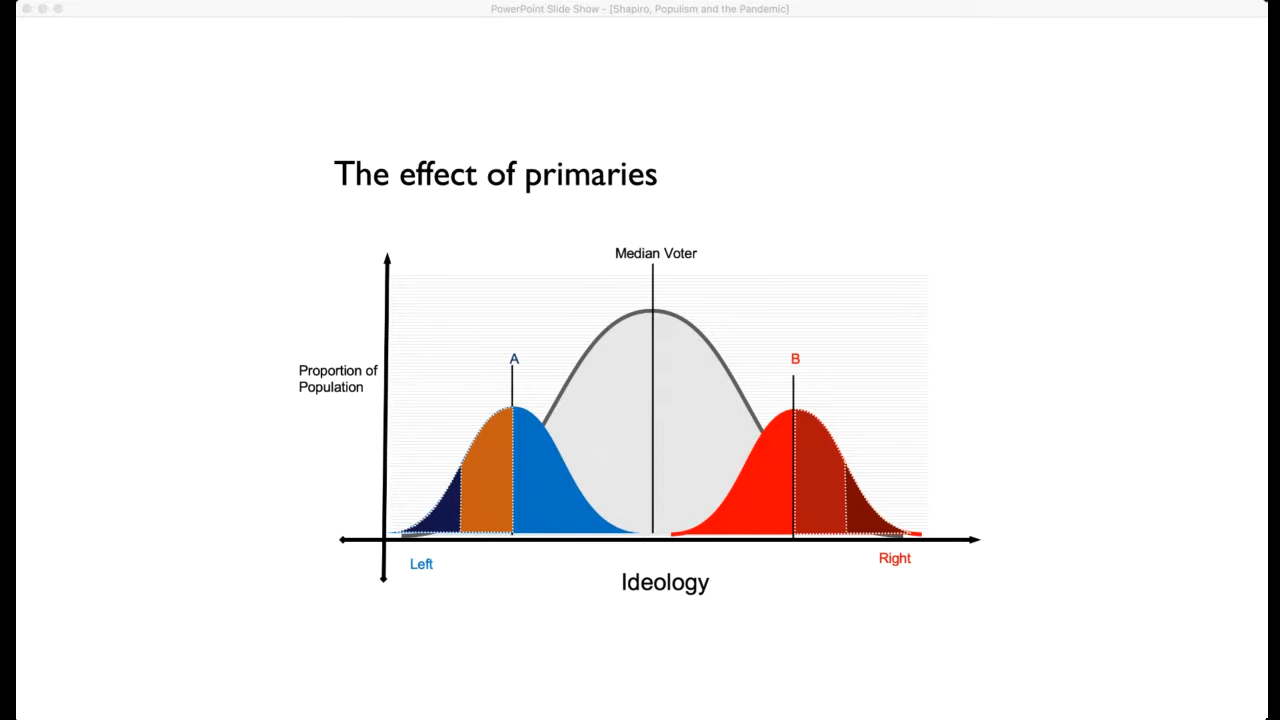 PowerPoint Slide Show - [Shapiro, Populism and the Pandemic]
The effect of primaries
Median Voter
A
B
Proportion of
Population
Left
Right
Ideology